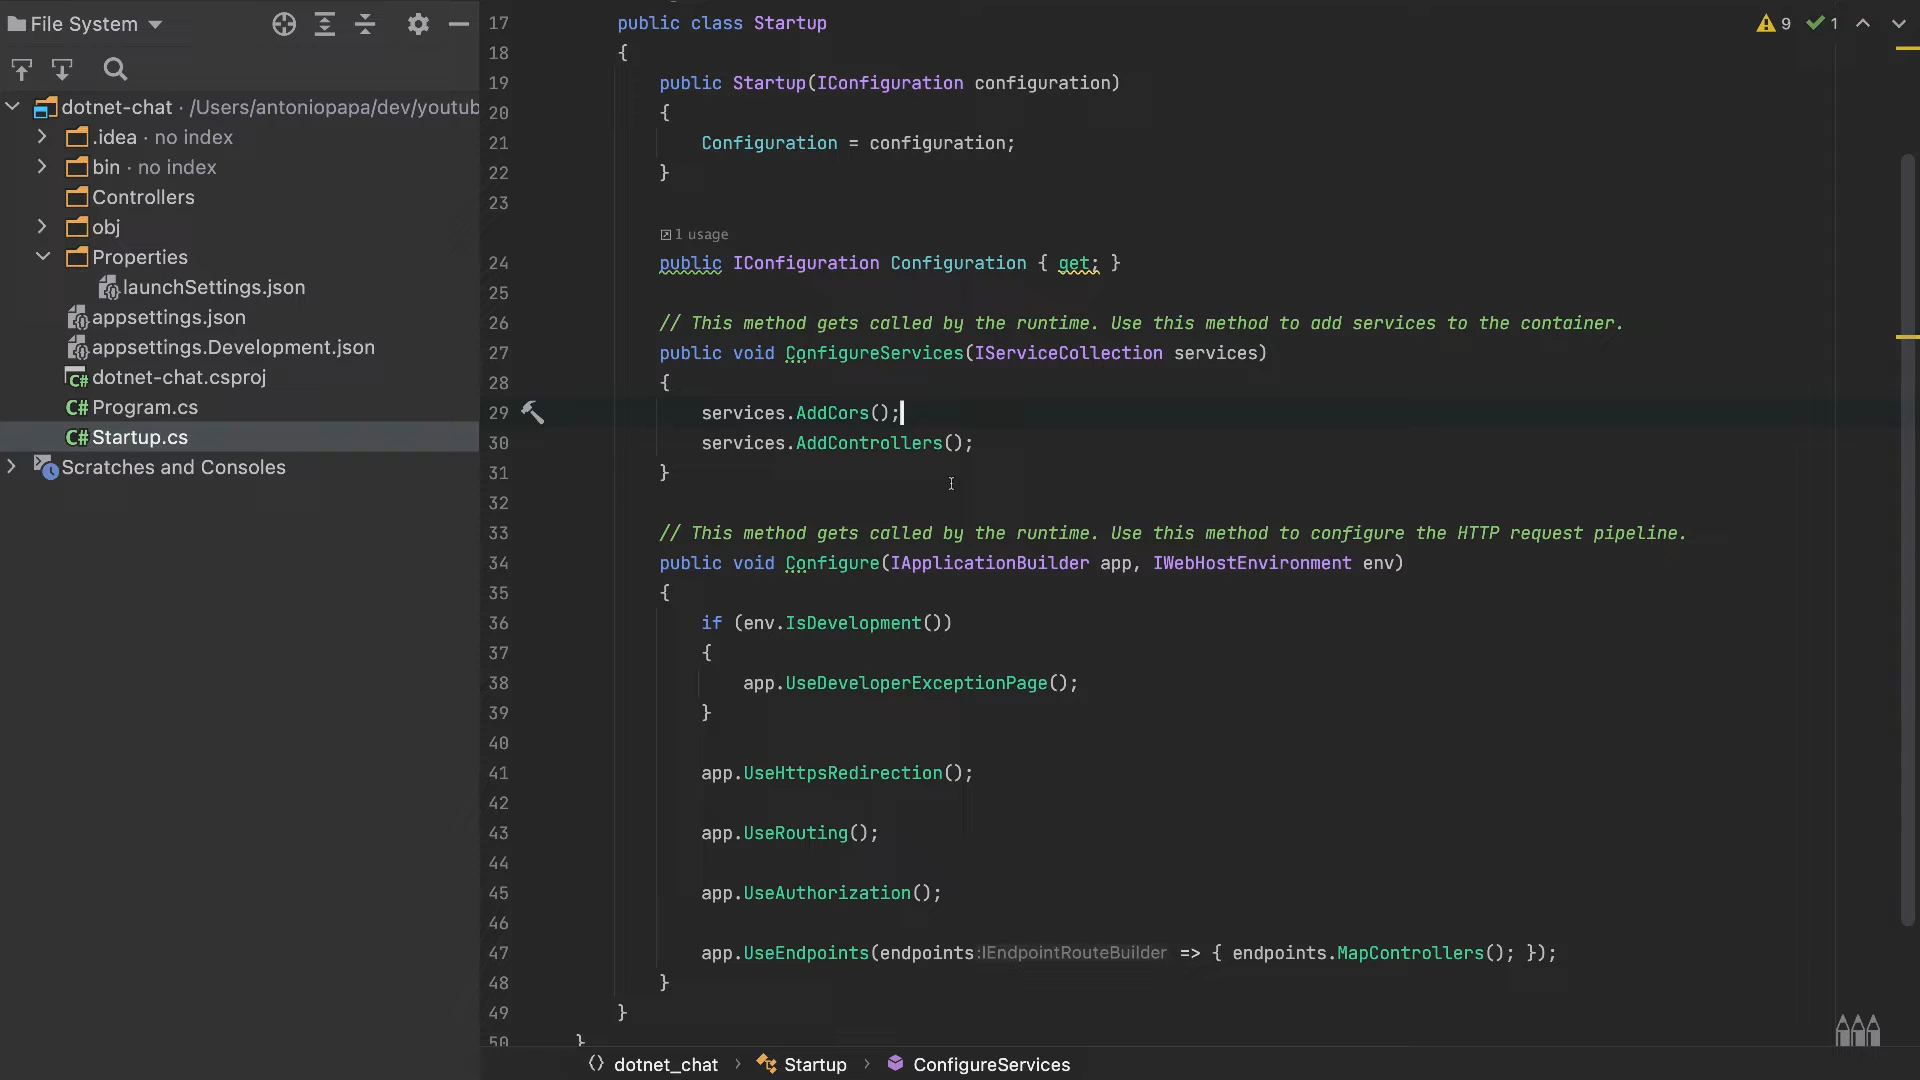 File System
dotnet-chat · /Users/antoniopapa/dev/youtub
.idea · no index
bin · no index
Controllers
obj
Properties
launchSettings.json
appsettings.json
appsettings.Development.json
C# dotnet-chat.csproj
C# Program.cs
C# Startup.cs
Scratches and Consoles
9 1
17 public class Startup
18 {
19 public Startup(IConfiguration configuration)
20 {
21 Configuration = configuration;
22 }
23
1 usage
24 public IConfiguration Configuration { get; }
25
26 // This method gets called by the runtime. Use this method to add services to the container.
27 public void ConfigureServices(IServiceCollection services)
28 {
29 services.AddCors();
30 services.AddControllers();
31 }
32
33 // This method gets called by the runtime. Use this method to configure the HTTP request pipeline.
34 public void Configure(IApplicationBuilder app, IWebHostEnvironment env)
35 {
36 if (env.IsDevelopment())
37 {
38 app.UseDeveloperExceptionPage();
39 }
40
41 app.UseHttpsRedirection();
42
43 app.UseRouting();
44
45 app.UseAuthorization();
46
47 app.UseEndpoints(endpoints:IEndpointRouteBuilder => { endpoints.MapControllers(); });
48 }
49 }
50 }
dotnet_chat > Startup > ConfigureServices